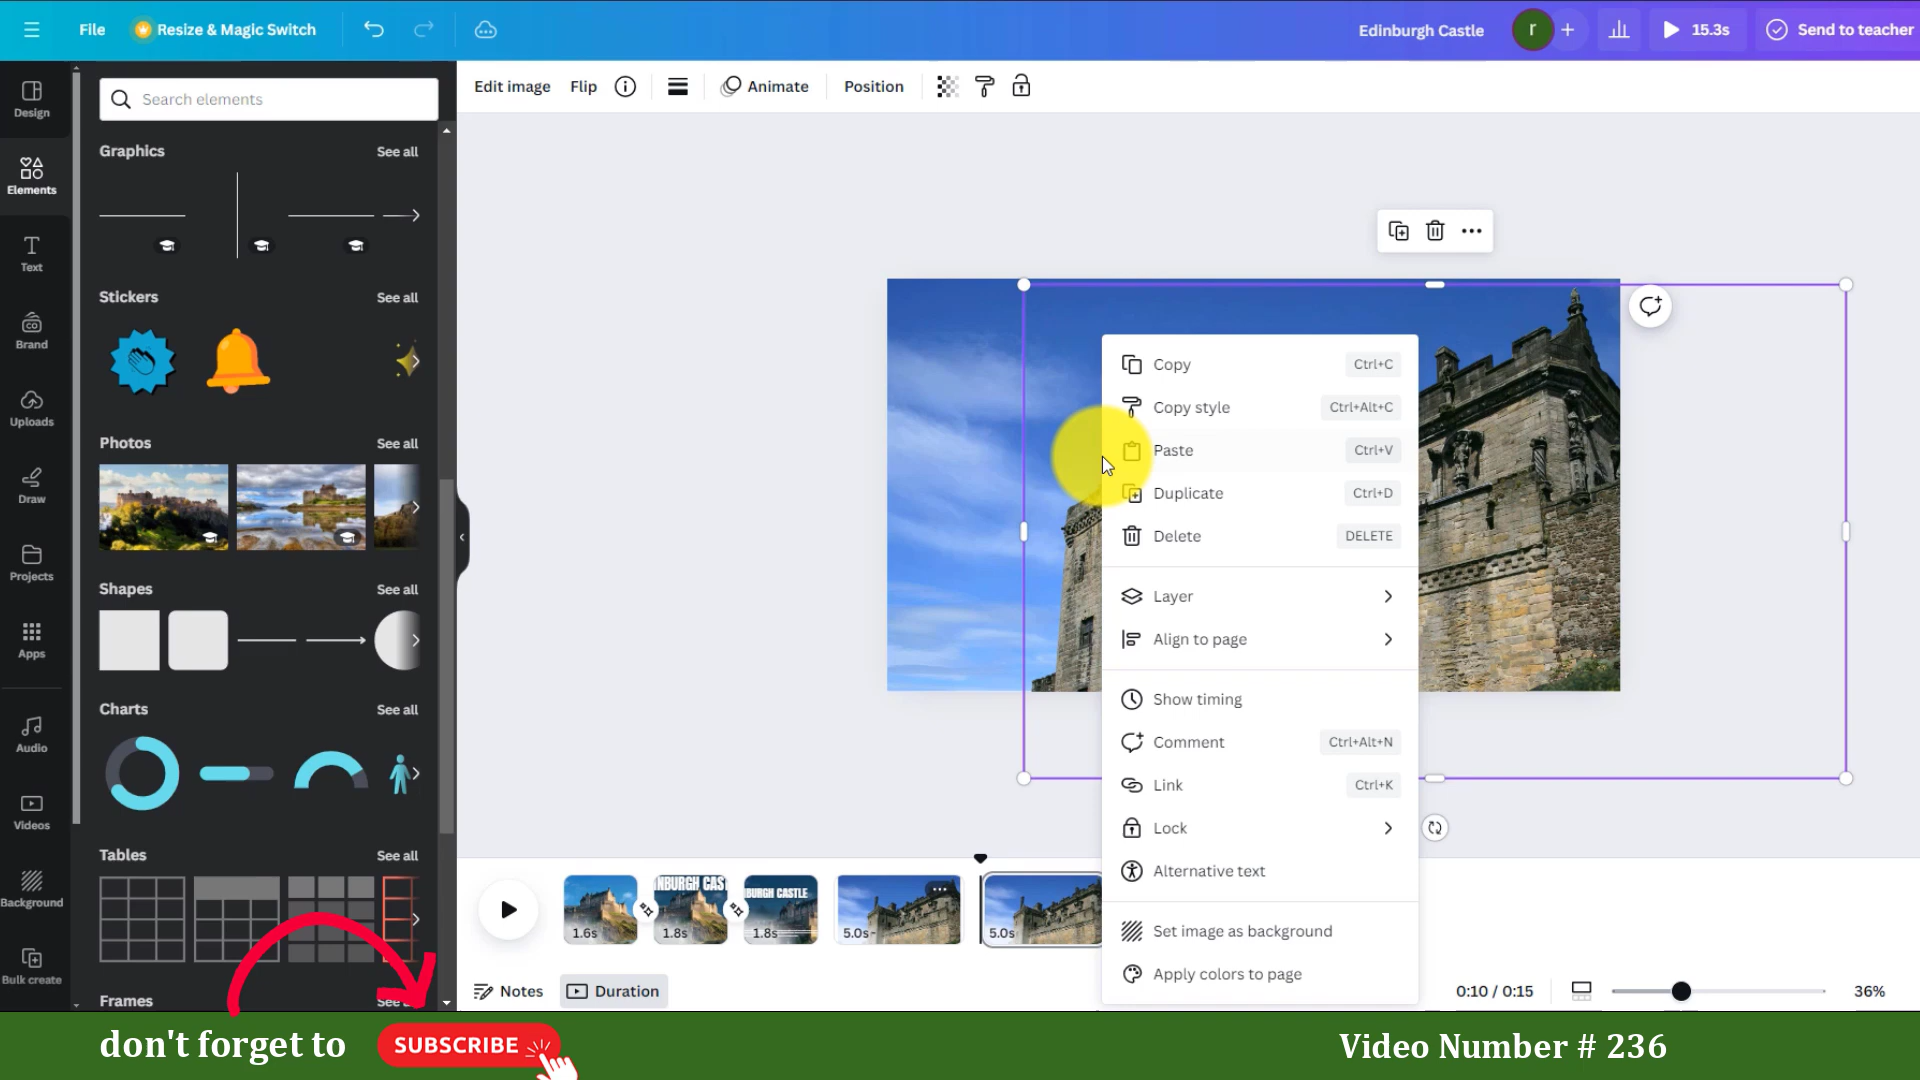 File
Resize & Magic Switch
Edinburgh Castle
r
15.3s
Send to teacher
Design
Elements
Text
Brand
Uploads
Draw
Projects
Apps
Audio
Videos
Background
Bulk create
Search elements
Graphics See all
Stickers See all
Photos See all
Shapes See all
Charts See all
Tables See all
Frames See
Edit image
Flip
Animate
Position
Copy Ctrl+C
Copy style Ctrl+Alt+C
Paste Ctrl+V
Duplicate Ctrl+D
Delete DELETE
Layer
Align to page
Show timing
Comment Ctrl+Alt+N
Link Ctrl+K
Lock
Alternative text
Set image as background
Apply colors to page
1.6s
1.8s
1.8s
5.0s
5.0s
Notes
Duration
0:10 / 0:15
36%
don't forget to
SUBSCRIBE
Video Number # 236